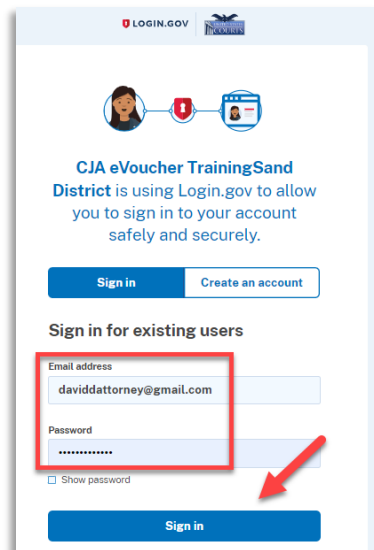 LOGIN.GOV COURTS
CJA eVoucher TrainingSand
District is using Login.gov to allow
you to sign in to your account
safely and securely.
Sign in Create an account
Sign in for existing users
Email address
daviddattorney@gmail.com
Password
•••••••••••••
Show password
Sign in